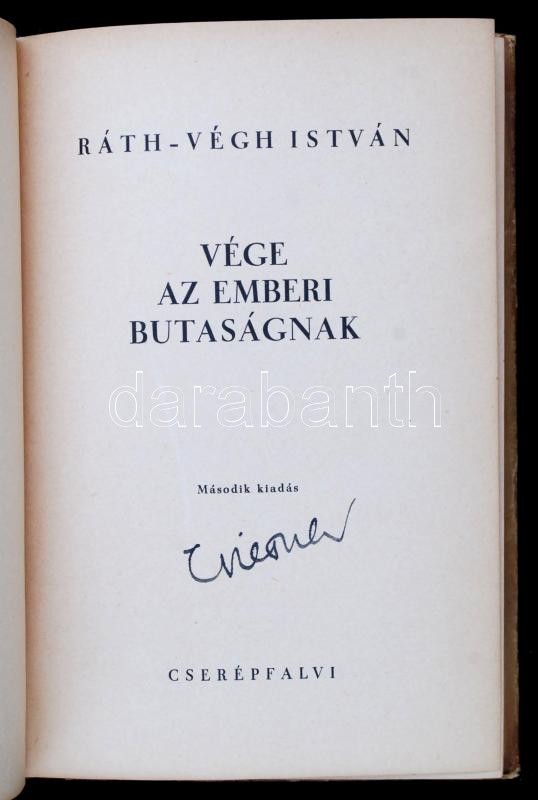 RÁTH-VÉGH ISTVÁN
VÉGE
AZ EMBERI
BUTASÁGNAK
darabanth
Második kiadás
CSERÉPFALVI